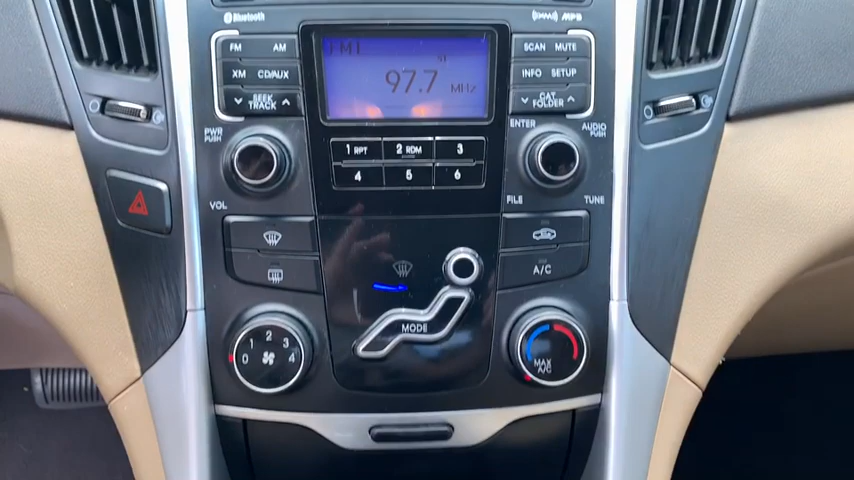 Bluetooth
MP3
FM AM
SCAN MUTE
FM1
ST
XM CD/AUX
97.7 MHz
INFO SETUP
SEEK
TRACK
CAT
FOLDER
PWR
PUSH
ENTER
AUDIO
PUSH
1 RPT 2 RDM 3
4 5 6
VOL
FILE TUNE
A/C
MODE
0 1 2 3 4
MAX
A/C